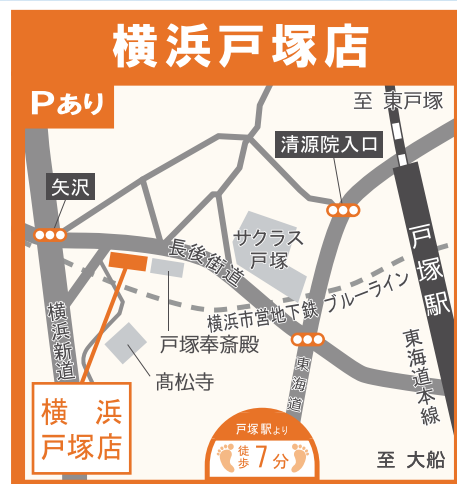 横浜戸塚店
Pあり
至 東戸塚
清源院入口
矢沢
サクラス
戸塚
長後街道
戸塚駅
横浜市営地下鉄 ブルーライン
横浜新道
戸塚奉斎殿
髙松寺
東海道
東海道本線
横 浜
戸塚店
戸塚駅より
徒歩
7分
至 大船